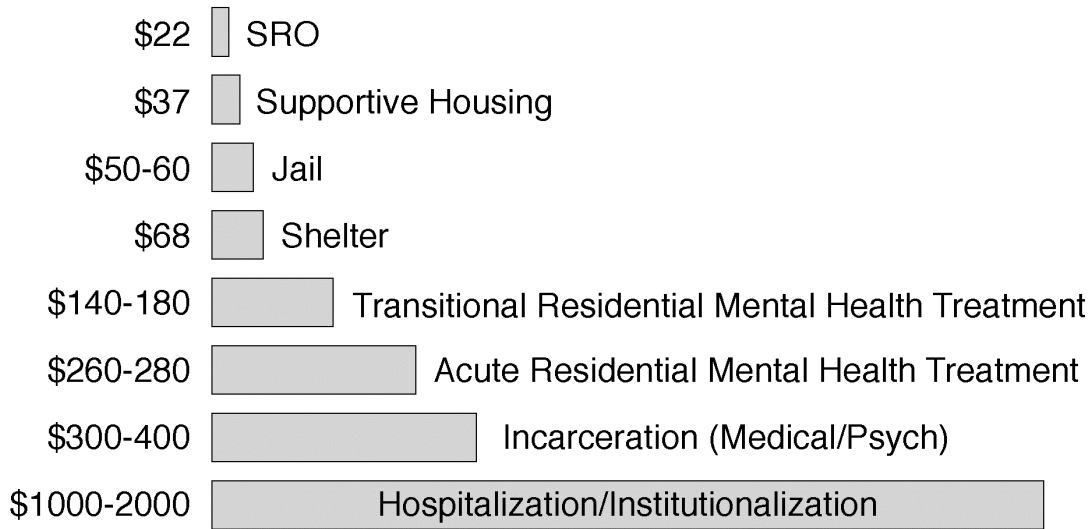 $22 SRO
$37 Supportive Housing
$50-60 Jail
$68 Shelter
$140-180 Transitional Residential Mental Health Treatment
$260-280 Acute Residential Mental Health Treatment
$300-400 Incarceration (Medical/Psych)
$1000-2000 Hospitalization/Institutionalization